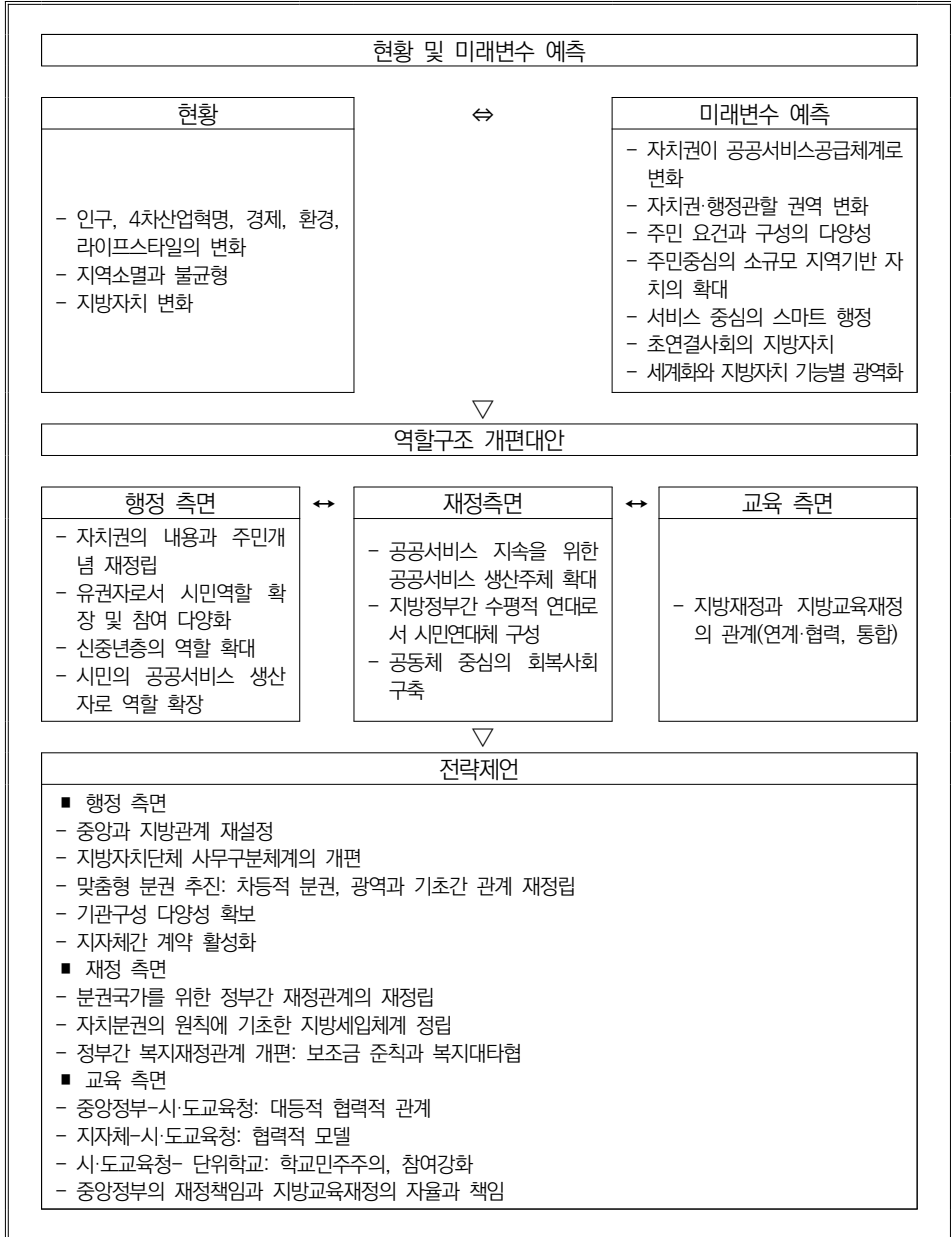 현황 및 미래변수 예측
현황
⇔
미래변수 예측
- 인구, 4차산업혁명, 경제, 환경,
라이프스타일의 변화
- 지역소멸과 불균형
- 지방자치 변화
- 자치권이 공공서비스공급체계로
변화
- 자치권·행정관할 권역 변화
- 주민 요건과 구성의 다양성
- 주민중심의 소규모 지역기반 자
치의 확대
- 서비스 중심의 스마트 행정
- 초연결사회의 지방자치
- 세계화와 지방자치 기능별 광역화
▽
역할구조 개편대안
행정 측면
↔
재정측면
↔
교육 측면
- 자치권의 내용과 주민개
념 재정립
- 유권자로서 시민역할 확
장 및 참여 다양화
- 신중년층의 역할 확대
- 시민의 공공서비스 생산
자로 역할 확장
- 공공서비스 지속을 위한
공공서비스 생산주체 확대
- 지방정부간 수평적 연대로
서 시민연대체 구성
- 공동체 중심의 회복사회
구축
- 지방재정과 지방교육재정
의 관계(연계·협력, 통합)
▽
전략제언
■ 행정 측면
- 중앙과 지방관계 재설정
- 지방자치단체 사무구분체계의 개편
- 맞춤형 분권 추진: 차등적 분권, 광역과 기초간 관계 재정립
- 기관구성 다양성 확보
- 지자체간 계약 활성화
■ 재정 측면
- 분권국가를 위한 정부간 재정관계의 재정립
- 자치분권의 원칙에 기초한 지방세입체계 정립
- 정부간 복지재정관계 개편: 보조금 준칙과 복지대타협
■ 교육 측면
- 중앙정부-시·도교육청: 대등적 협력적 관계
- 지자체-시·도교육청: 협력적 모델
- 시·도교육청- 단위학교: 학교민주주의, 참여강화
- 중앙정부의 재정책임과 지방교육재정의 자율과 책임